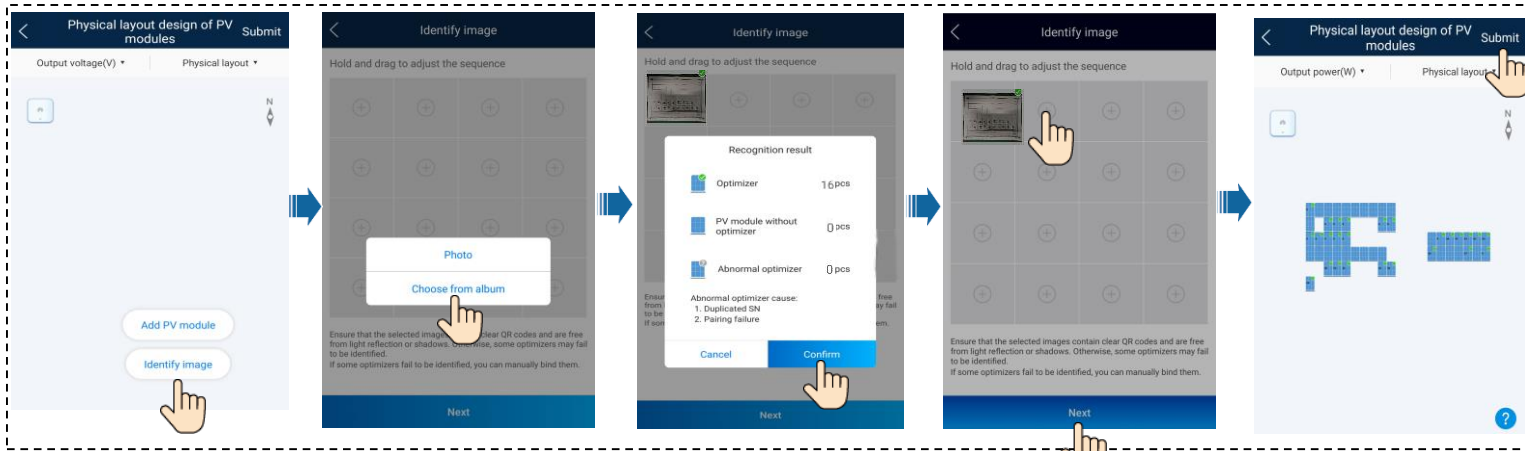 Physical layout design of PV modules
Submit
Output voltage(V)
Physical layout
N
Add PV module
Identify image
Identify image
Hold and drag to adjust the sequence
Photo
Choose from album
Ensure that the selected images clear QR codes and are free
from light reflection or shadows. Otherwise, some optimizers may fail
to be identified.
If some optimizers fail to be identified, you can manually bind them.
Next
Identify image
Hold and drag to adjust the sequence
Recognition result
Optimizer 16pcs
PV module without
optimizer
0 pcs
Abnormal optimizer 0 pcs
Abnormal optimizer cause:
1. Duplicated SN
2. Pairing failure
Cancel
Confirm
Next
Identify image
Hold and drag to adjust the sequence
Ensure that the selected images contain clear QR codes and are free
from light reflection or shadows. Otherwise, some optimizers may fail
to be identified.
If some optimizers fail to be identified, you can manually bind them.
Next
Physical layout design of PV
modules
Submit
Output power(W)
Physical layout
N
?